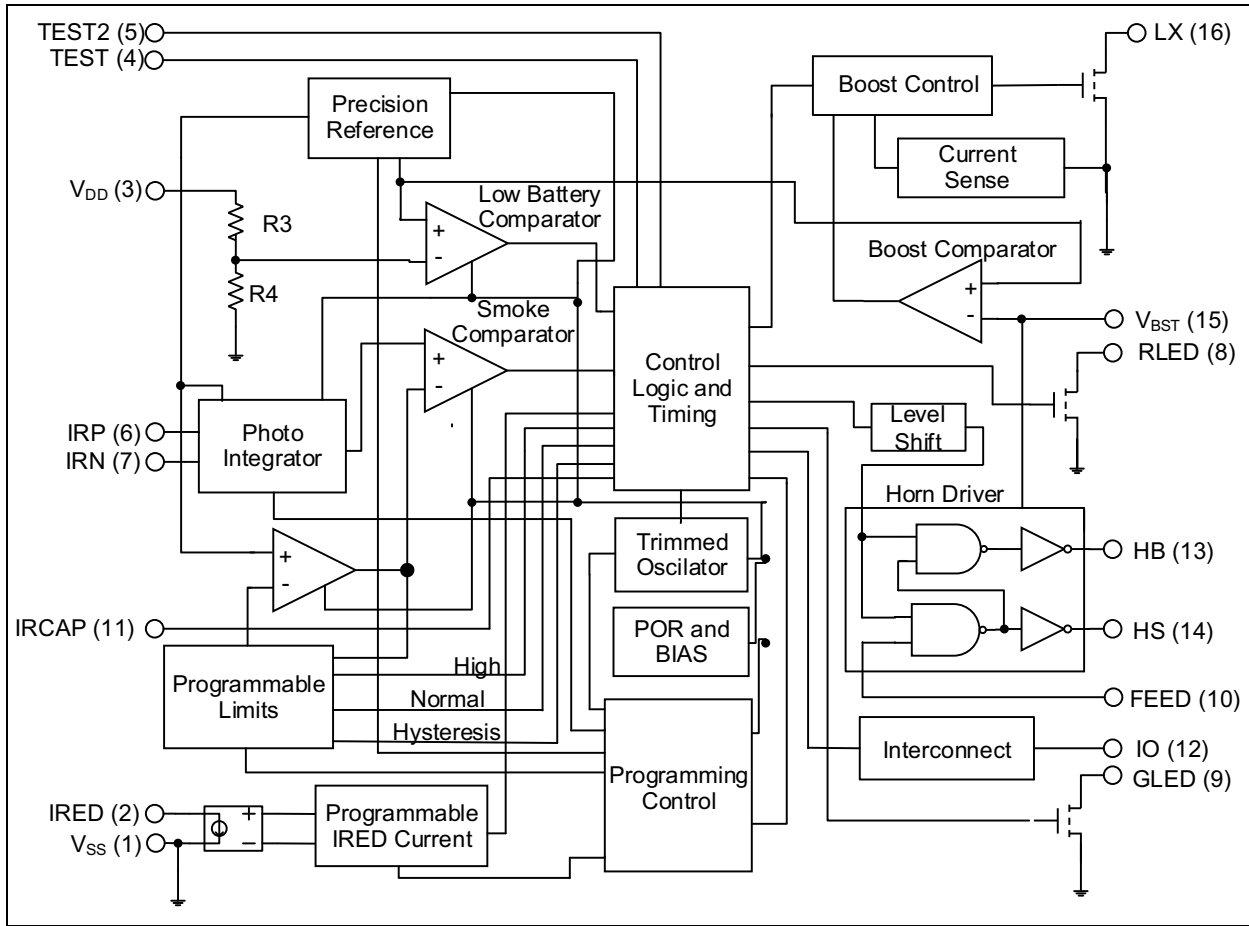 TEST2 (5)
TEST (4)
LX (16)
Precision
Reference
Boost Control
Current
Sense
V_DD (3)
R3
R4
Low Battery
Comparator
+
-
Boost Comparator
+
-
Smoke
Comparator
+
-
V_BST (15)
RLED (8)
Control
Logic and
Timing
Level
Shift
IRP (6)
IRN (7)
Photo
Integrator
Horn Driver
+
-
Trimmed
Oscilator
HB (13)
IRCAP (11)
POR and
BIAS
HS (14)
Programmable
Limits
High
Normal
Hysteresis
FEED (10)
Programming
Control
Interconnect
IO (12)
GLED (9)
IRED (2)
V_SS (1)
+
−
Programmable
IRED Current